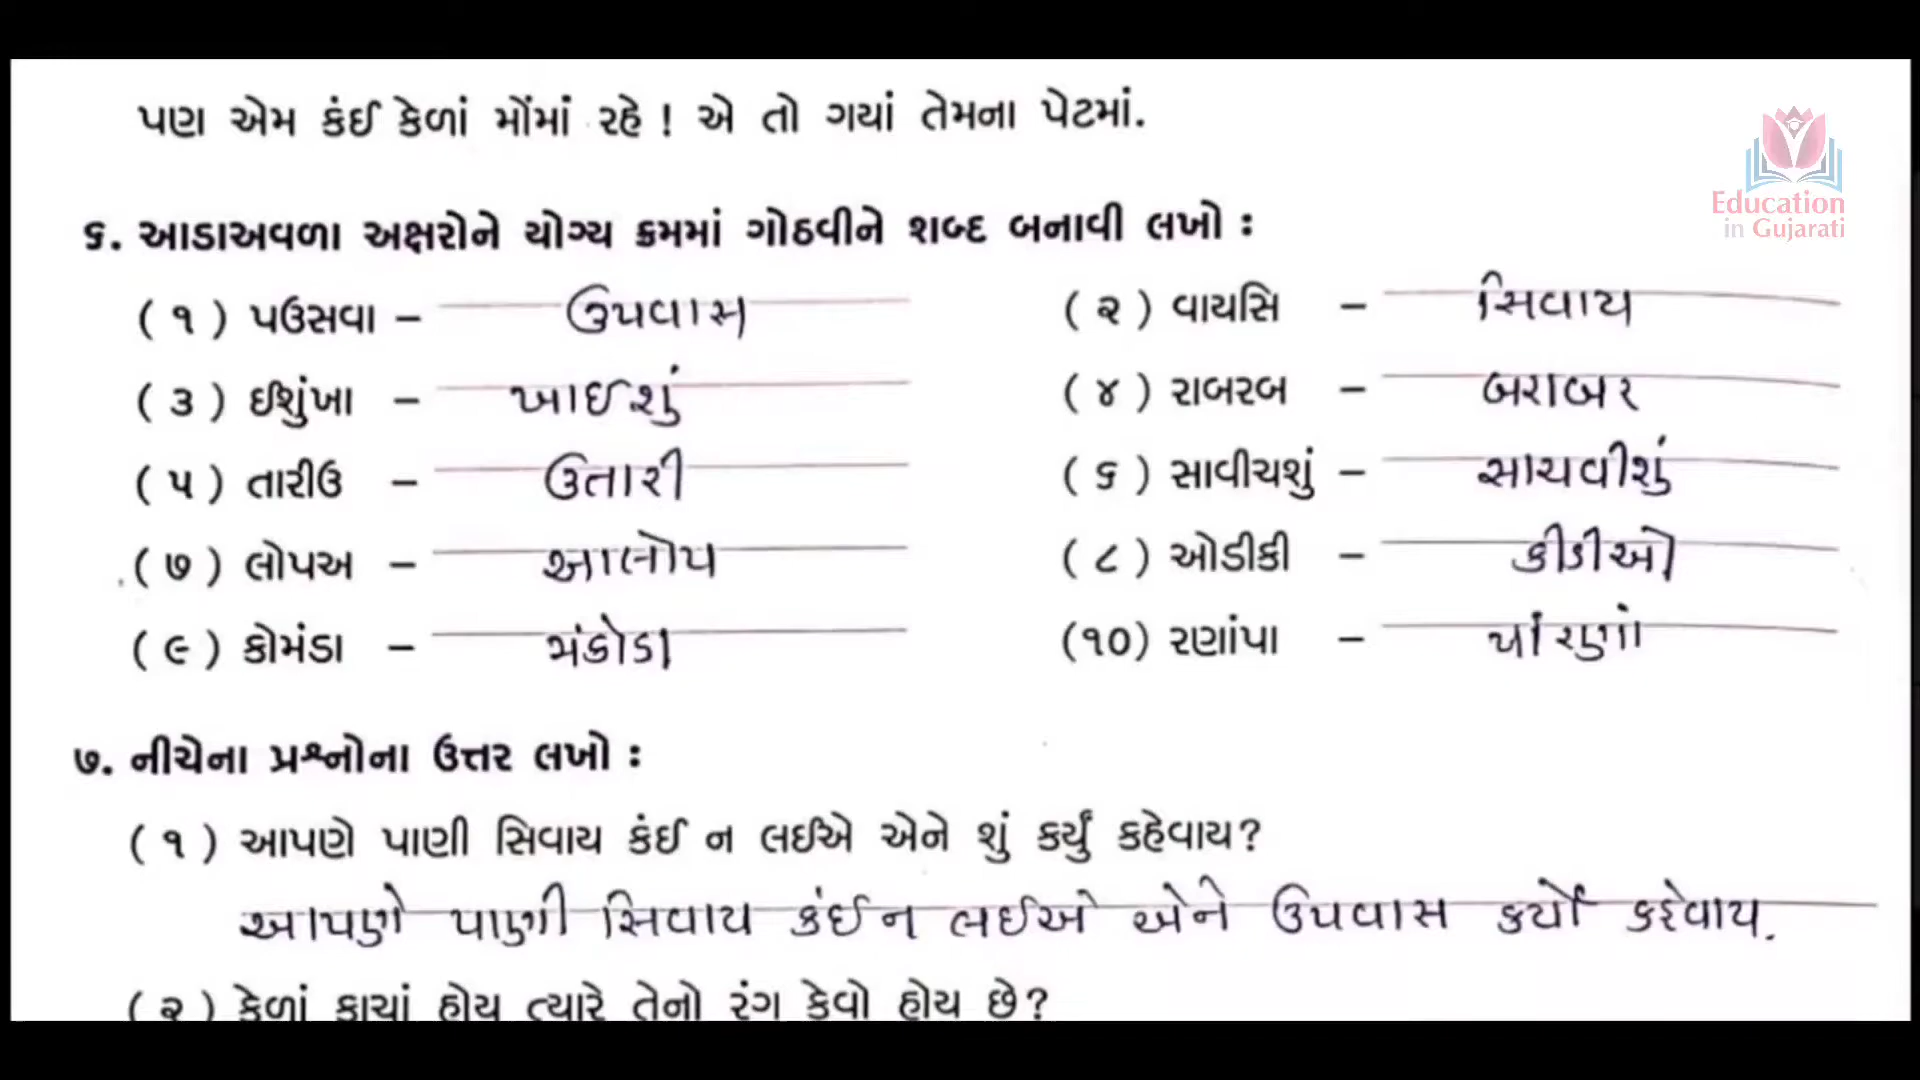 પણ એમ કંઈ કેળાં મોંમાં રહે ! એ તો ગયાં તેમના પેટમાં.
Education
in Gujarati
૬. આડાઅવળા અક્ષરોને યોગ્ય ક્રમમાં ગોઠવીને શબ્દ બનાવી લખો :
( ૧ ) પઉસવા – ઉપવાસ ( ૨ ) વાયસિ – સિવાય
( ૩ ) ઈશુંખા – ખાઈશું ( ૪ ) રાબરબ – બરાબર
( ૫ ) તારીઉ – ઉતારી ( ૬ ) સાવીચશું – સાચવીશું
( ૭ ) લોપઅ – આલોપ ( ૮ ) ઓડીકી – કીડીઓ
( ૯ ) કોમંડા – મંકોડા (૧૦) રણાંપા – પાંરણાં
૭. નીચેના પ્રશ્નોના ઉત્તર લખો :
( ૧ ) આપણે પાણી સિવાય કંઈ ન લઈએ એને શું કર્યું કહેવાય?
આપણે પાણી સિવાય કંઈ ન લઈએ એને ઉપવાસ કર્યો કહેવાય.
( ૨ ) કેળાં કાચાં હોય ત્યારે તેનો રંગ કેવો હોય છે?